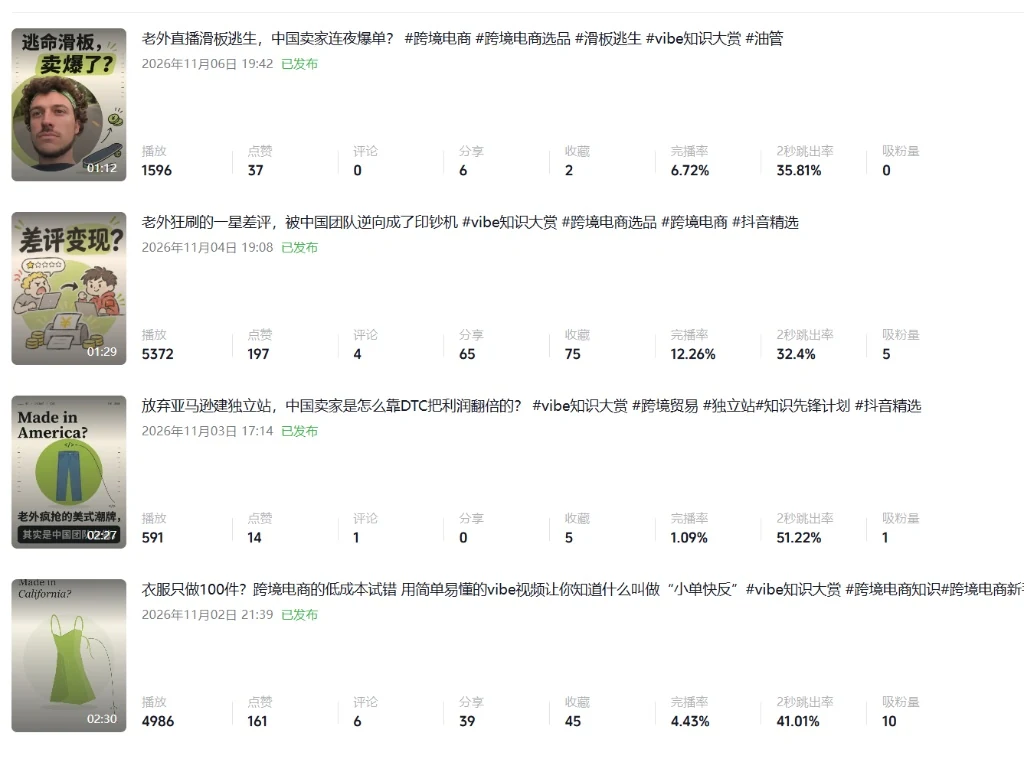 逃命滑板,
卖爆了?
01:12
老外直播滑板逃生，中国卖家连夜爆单？ #跨境电商 #跨境电商选品 #滑板逃生 #vibe知识大赏 #油管
2026年11月06日 19:42 已发布
播放 点赞 评论 分享 收藏 完播率 2秒跳出率 吸粉量
1596 37 0 6 2 6.72% 35.81% 0
差评变现?
01:29
老外狂刷的一星差评，被中国团队逆向成了印钞机 #vibe知识大赏 #跨境电商选品 #跨境电商 #抖音精选
2026年11月04日 19:08 已发布
播放 点赞 评论 分享 收藏 完播率 2秒跳出率 吸粉量
5372 197 4 65 75 12.26% 32.4% 5
Made in
America?
老外疯抢的美式潮牌,
其实是中国团队
02:27
放弃亚马逊建独立站，中国卖家是怎么靠DTC把利润翻倍的？ #vibe知识大赏 #跨境贸易 #独立站#知识先锋计划 #抖音精选
2026年11月03日 17:14 已发布
播放 点赞 评论 分享 收藏 完播率 2秒跳出率 吸粉量
591 14 1 0 5 1.09% 51.22% 1
Made in
California?
02:30
衣服只做100件？跨境电商的低成本试错 用简单易懂的vibe视频让你知道什么叫做“小单快反”#vibe知识大赏 #跨境电商知识#跨境电商新手
2026年11月02日 21:39 已发布
播放 点赞 评论 分享 收藏 完播率 2秒跳出率 吸粉量
4986 161 6 39 45 4.43% 41.01% 10